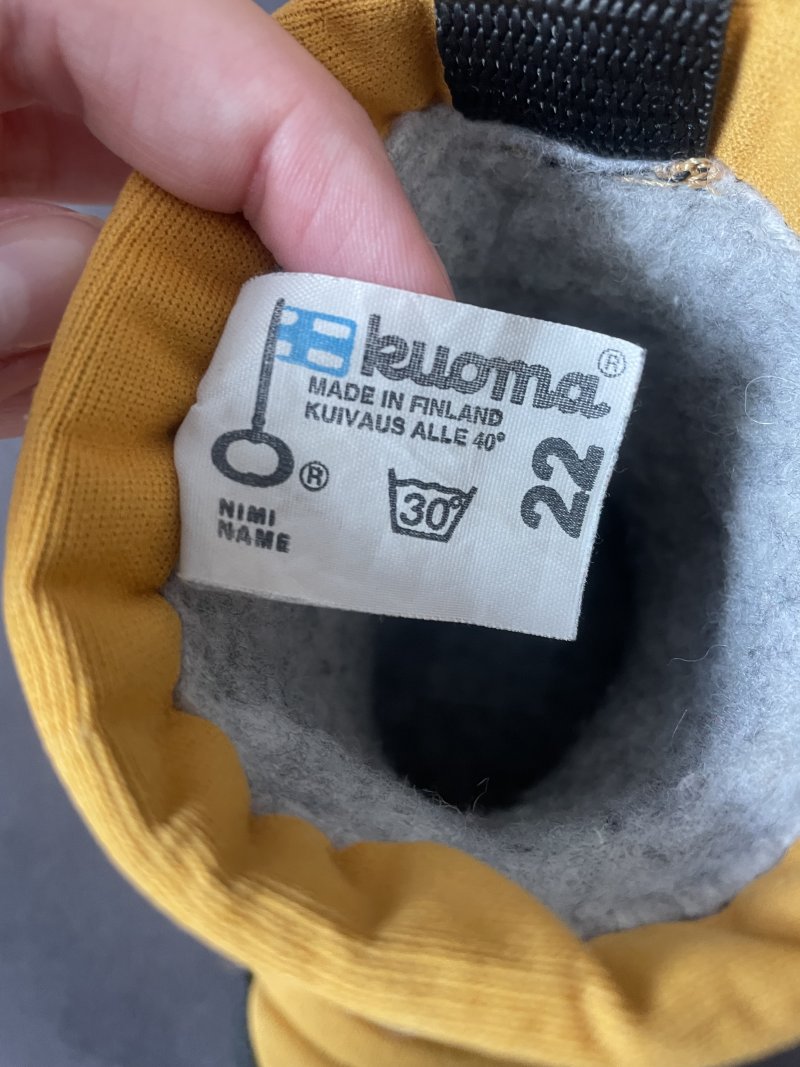 kuoma ®
MADE IN FINLAND
KUIVAUS ALLE 40°
®
NIMI
NAME
30°
22